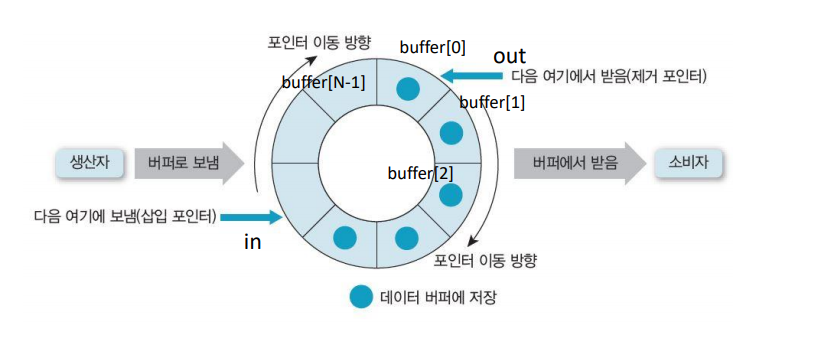 포인터 이동 방향
buffer[0]
out
다음 여기에서 받음(제거 포인터)
buffer[N-1]
buffer[1]
생산자
버퍼로 보냄
buffer[2]
버퍼에서 받음
소비자
다음 여기에 보냄(삽입 포인터)
in
포인터 이동 방향
데이터 버퍼에 저장